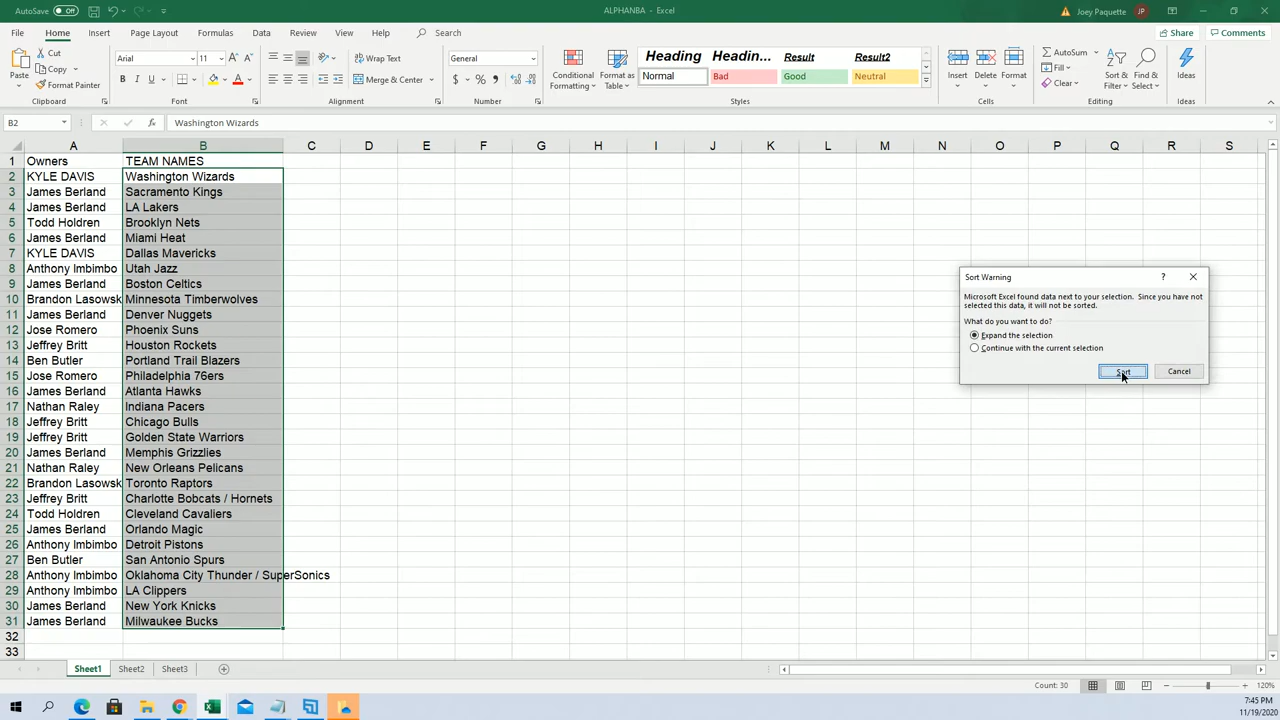 AutoSave Off
ALPHANBA - Excel
Joey Paquette JP
File Home Insert Page Layout Formulas Data Review View Help Search
Share Comments
Paste
Cut
Copy
Format Painter
Clipboard
Arial 11 A A
B I U A
Font
Wrap Text
Merge & Center
Alignment
General
$ % ,
Number
Conditional Formatting
Format as Table
Heading Headin... Result Result2
Normal Bad Good Neutral
Styles
Insert Delete Format
Cells
AutoSum
Fill
Clear
Sort & Filter
Find & Select
Editing
Ideas
Ideas
B2 fx Washington Wizards
A B C D E F G H I J K L M N O P Q R S
1 Owners TEAM NAMES
2 KYLE DAVIS Washington Wizards
3 James Berland Sacramento Kings
4 James Berland LA Lakers
5 Todd Holdren Brooklyn Nets
6 James Berland Miami Heat
7 KYLE DAVIS Dallas Mavericks
8 Anthony Imbimbo Utah Jazz
9 James Berland Boston Celtics
10 Brandon Lasowsk Minnesota Timberwolves
11 James Berland Denver Nuggets
12 Jose Romero Phoenix Suns
13 Jeffrey Britt Houston Rockets
14 Ben Butler Portland Trail Blazers
15 Jose Romero Philadelphia 76ers
16 James Berland Atlanta Hawks
17 Nathan Raley Indiana Pacers
18 Jeffrey Britt Chicago Bulls
19 Jeffrey Britt Golden State Warriors
20 James Berland Memphis Grizzlies
21 Nathan Raley New Orleans Pelicans
22 Brandon Lasowsk Toronto Raptors
23 Jeffrey Britt Charlotte Bobcats / Hornets
24 Todd Holdren Cleveland Cavaliers
25 James Berland Orlando Magic
26 Anthony Imbimbo Detroit Pistons
27 Ben Butler San Antonio Spurs
28 Anthony Imbimbo Oklahoma City Thunder / SuperSonics
29 Anthony Imbimbo LA Clippers
30 James Berland New York Knicks
31 James Berland Milwaukee Bucks
32
33
Sort Warning ?
Microsoft Excel found data next to your selection. Since you have not
selected this data, it will not be sorted.
What do you want to do?
Expand the selection
Continue with the current selection
Sort Cancel
Sheet1 Sheet2 Sheet3
Count: 30 120%
7:45 PM
11/19/2020